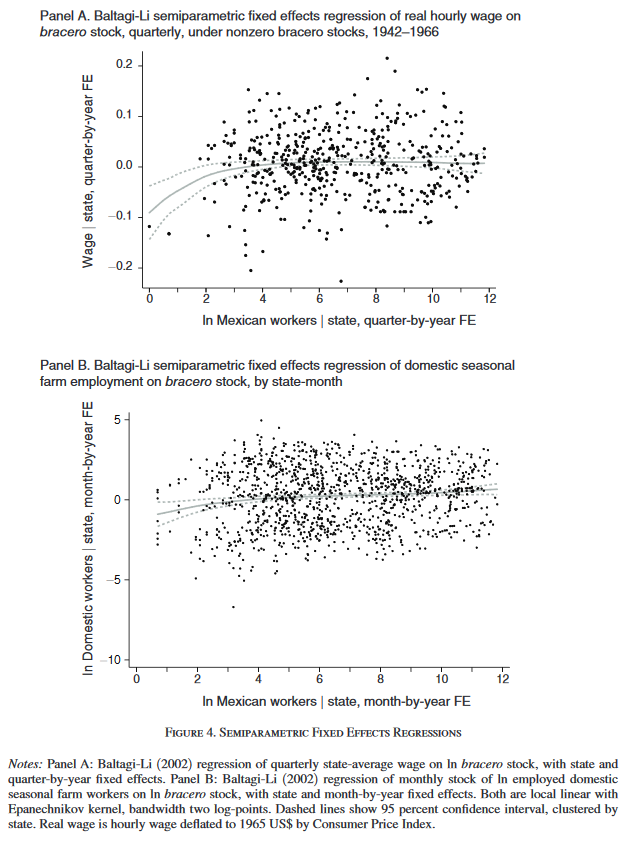 Panel A. Baltagi-Li semiparametric fixed effects regression of real hourly wage on
bracero stock, quarterly, under nonzero bracero stocks, 1942–1966
Wage | state, quarter-by-year FE
0.2
0.1
0.0
−0.1
−0.2
0 2 4 6 8 10 12
ln Mexican workers | state, quarter-by-year FE
Panel B. Baltagi-Li semiparametric fixed effects regression of domestic seasonal
farm employment on bracero stock, by state-month
ln Domestic workers | state, month-by-year FE
5
0
−5
−10
0 2 4 6 8 10 12
ln Mexican workers | state, month-by-year FE
Figure 4. Semiparametric Fixed Effects Regressions
Notes: Panel A: Baltagi-Li (2002) regression of quarterly state-average wage on ln bracero stock, with state and
quarter-by-year fixed effects. Panel B: Baltagi-Li (2002) regression of monthly stock of ln employed domestic
seasonal farm workers on ln bracero stock, with state and month-by-year fixed effects. Both are local linear with
Epanechnikov kernel, bandwidth two log-points. Dashed lines show 95 percent confidence interval, clustered by
state. Real wage is hourly wage deflated to 1965 US$ by Consumer Price Index.